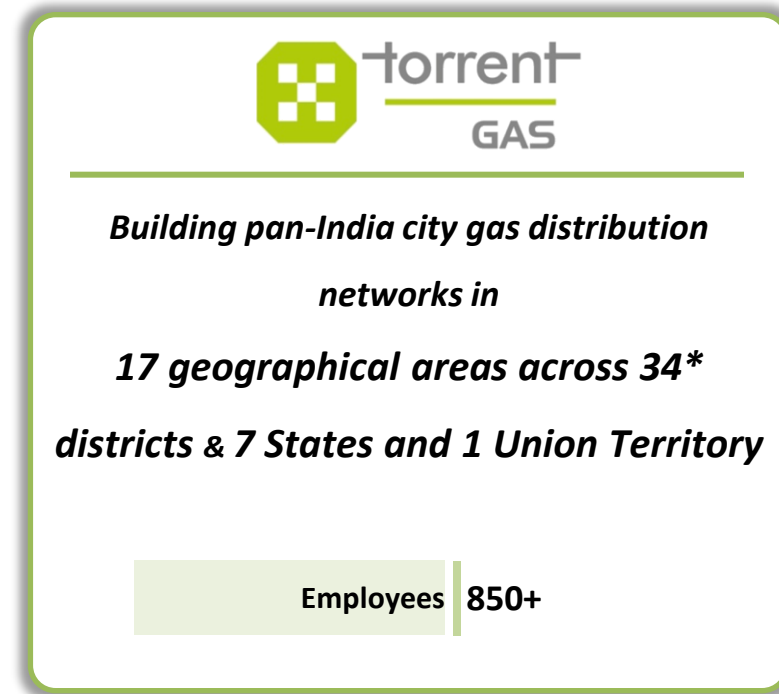 torrent
GAS
Building pan-India city gas distribution
networks in
17 geographical areas across 34*
districts & 7 States and 1 Union Territory
Employees 850+